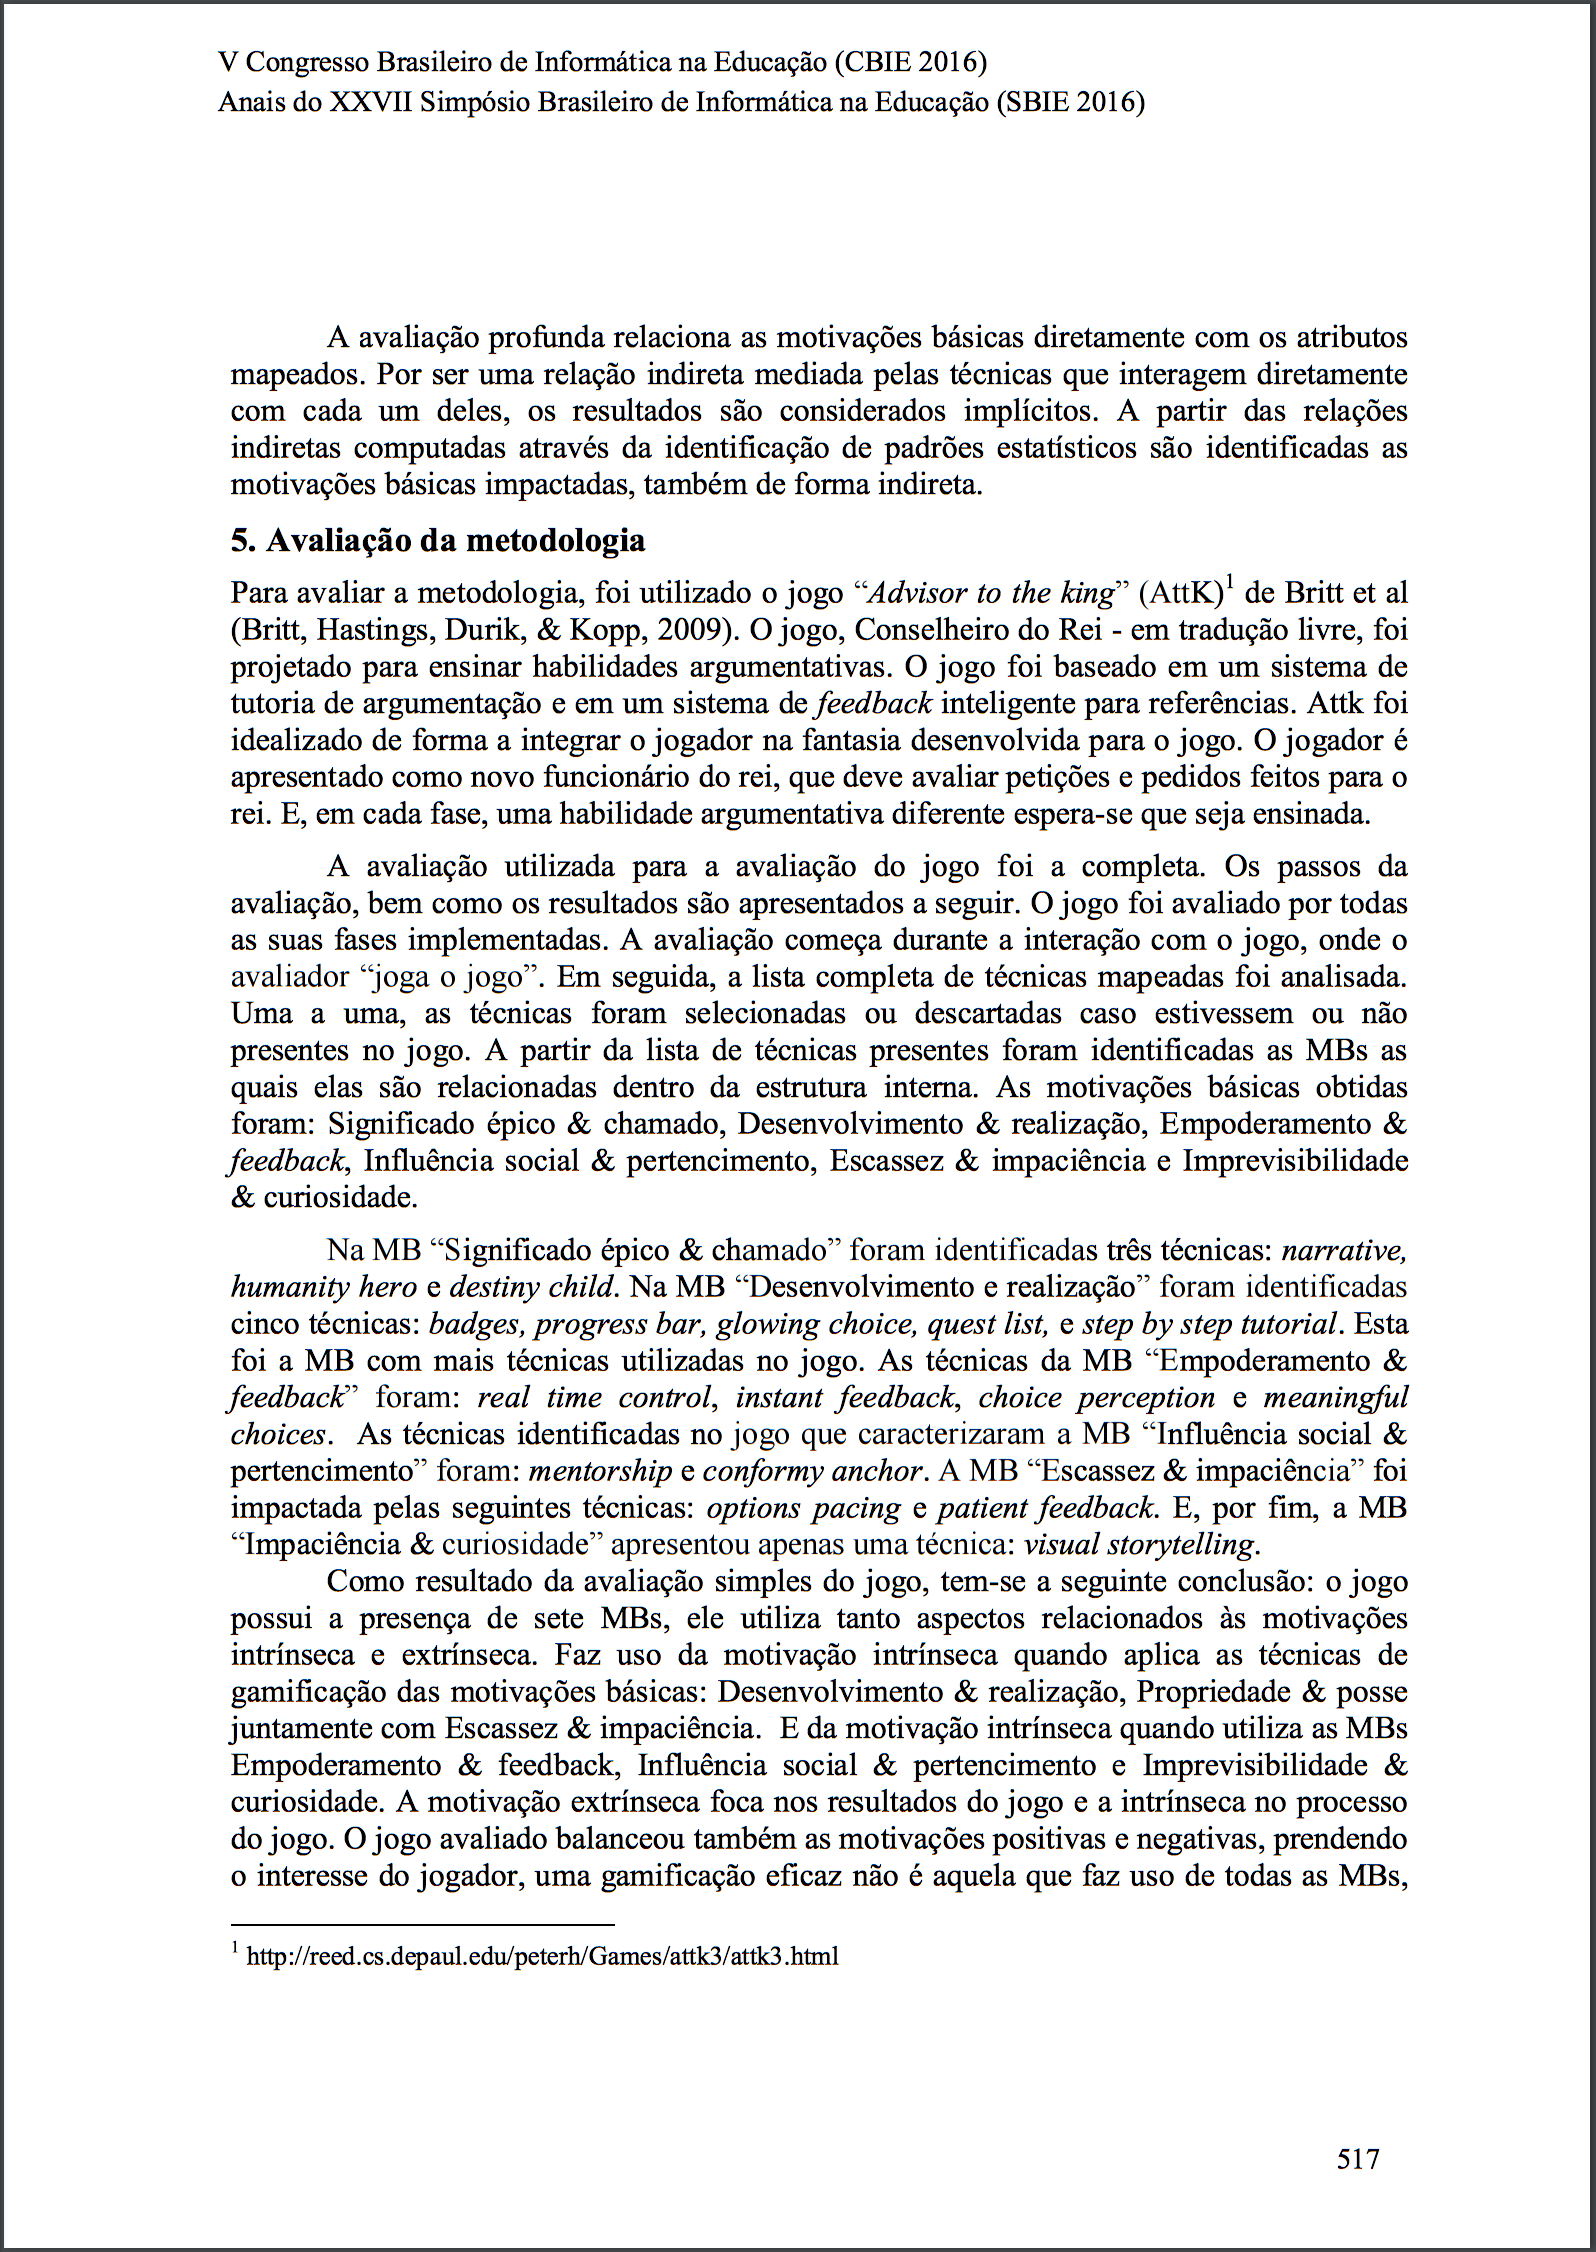 V Congresso Brasileiro de Informática na Educação (CBIE 2016)
Anais do XXVII Simpósio Brasileiro de Informática na Educação (SBIE 2016)
A avaliação profunda relaciona as motivações básicas diretamente com os atributos
mapeados. Por ser uma relação indireta mediada pelas técnicas que interagem diretamente
com cada um deles, os resultados são considerados implícitos. A partir das relações
indiretas computadas através da identificação de padrões estatísticos são identificadas as
motivações básicas impactadas, também de forma indireta.
5. Avaliação da metodologia
Para avaliar a metodologia, foi utilizado o jogo “Advisor to the king” (AttK)1 de Britt et al
(Britt, Hastings, Durik, & Kopp, 2009). O jogo, Conselheiro do Rei - em tradução livre, foi
projetado para ensinar habilidades argumentativas. O jogo foi baseado em um sistema de
tutoria de argumentação e em um sistema de feedback inteligente para referências. Attk foi
idealizado de forma a integrar o jogador na fantasia desenvolvida para o jogo. O jogador é
apresentado como novo funcionário do rei, que deve avaliar petições e pedidos feitos para o
rei. E, em cada fase, uma habilidade argumentativa diferente espera-se que seja ensinada.
A avaliação utilizada para a avaliação do jogo foi a completa. Os passos da
avaliação, bem como os resultados são apresentados a seguir. O jogo foi avaliado por todas
as suas fases implementadas. A avaliação começa durante a interação com o jogo, onde o
avaliador “joga o jogo”. Em seguida, a lista completa de técnicas mapeadas foi analisada.
Uma a uma, as técnicas foram selecionadas ou descartadas caso estivessem ou não
presentes no jogo. A partir da lista de técnicas presentes foram identificadas as MBs as
quais elas são relacionadas dentro da estrutura interna. As motivações básicas obtidas
foram: Significado épico & chamado, Desenvolvimento & realização, Empoderamento &
feedback, Influência social & pertencimento, Escassez & impaciência e Imprevisibilidade
& curiosidade.
Na MB “Significado épico & chamado” foram identificadas três técnicas: narrative,
humanity hero e destiny child. Na MB “Desenvolvimento e realização” foram identificadas
cinco técnicas: badges, progress bar, glowing choice, quest list, e step by step tutorial. Esta
foi a MB com mais técnicas utilizadas no jogo. As técnicas da MB “Empoderamento &
feedback” foram: real time control, instant feedback, choice perception e meaningful
choices. As técnicas identificadas no jogo que caracterizaram a MB “Influência social &
pertencimento” foram: mentorship e conformy anchor. A MB “Escassez & impaciência” foi
impactada pelas seguintes técnicas: options pacing e patient feedback. E, por fim, a MB
“Impaciência & curiosidade” apresentou apenas uma técnica: visual storytelling.
Como resultado da avaliação simples do jogo, tem-se a seguinte conclusão: o jogo
possui a presença de sete MBs, ele utiliza tanto aspectos relacionados às motivações
intrínseca e extrínseca. Faz uso da motivação intrínseca quando aplica as técnicas de
gamificação das motivações básicas: Desenvolvimento & realização, Propriedade & posse
juntamente com Escassez & impaciência. E da motivação intrínseca quando utiliza as MBs
Empoderamento & feedback, Influência social & pertencimento e Imprevisibilidade &
curiosidade. A motivação extrínseca foca nos resultados do jogo e a intrínseca no processo
do jogo. O jogo avaliado balanceou também as motivações positivas e negativas, prendendo
o interesse do jogador, uma gamificação eficaz não é aquela que faz uso de todas as MBs,
1 http://reed.cs.depaul.edu/peterh/Games/attk3/attk3.html
517